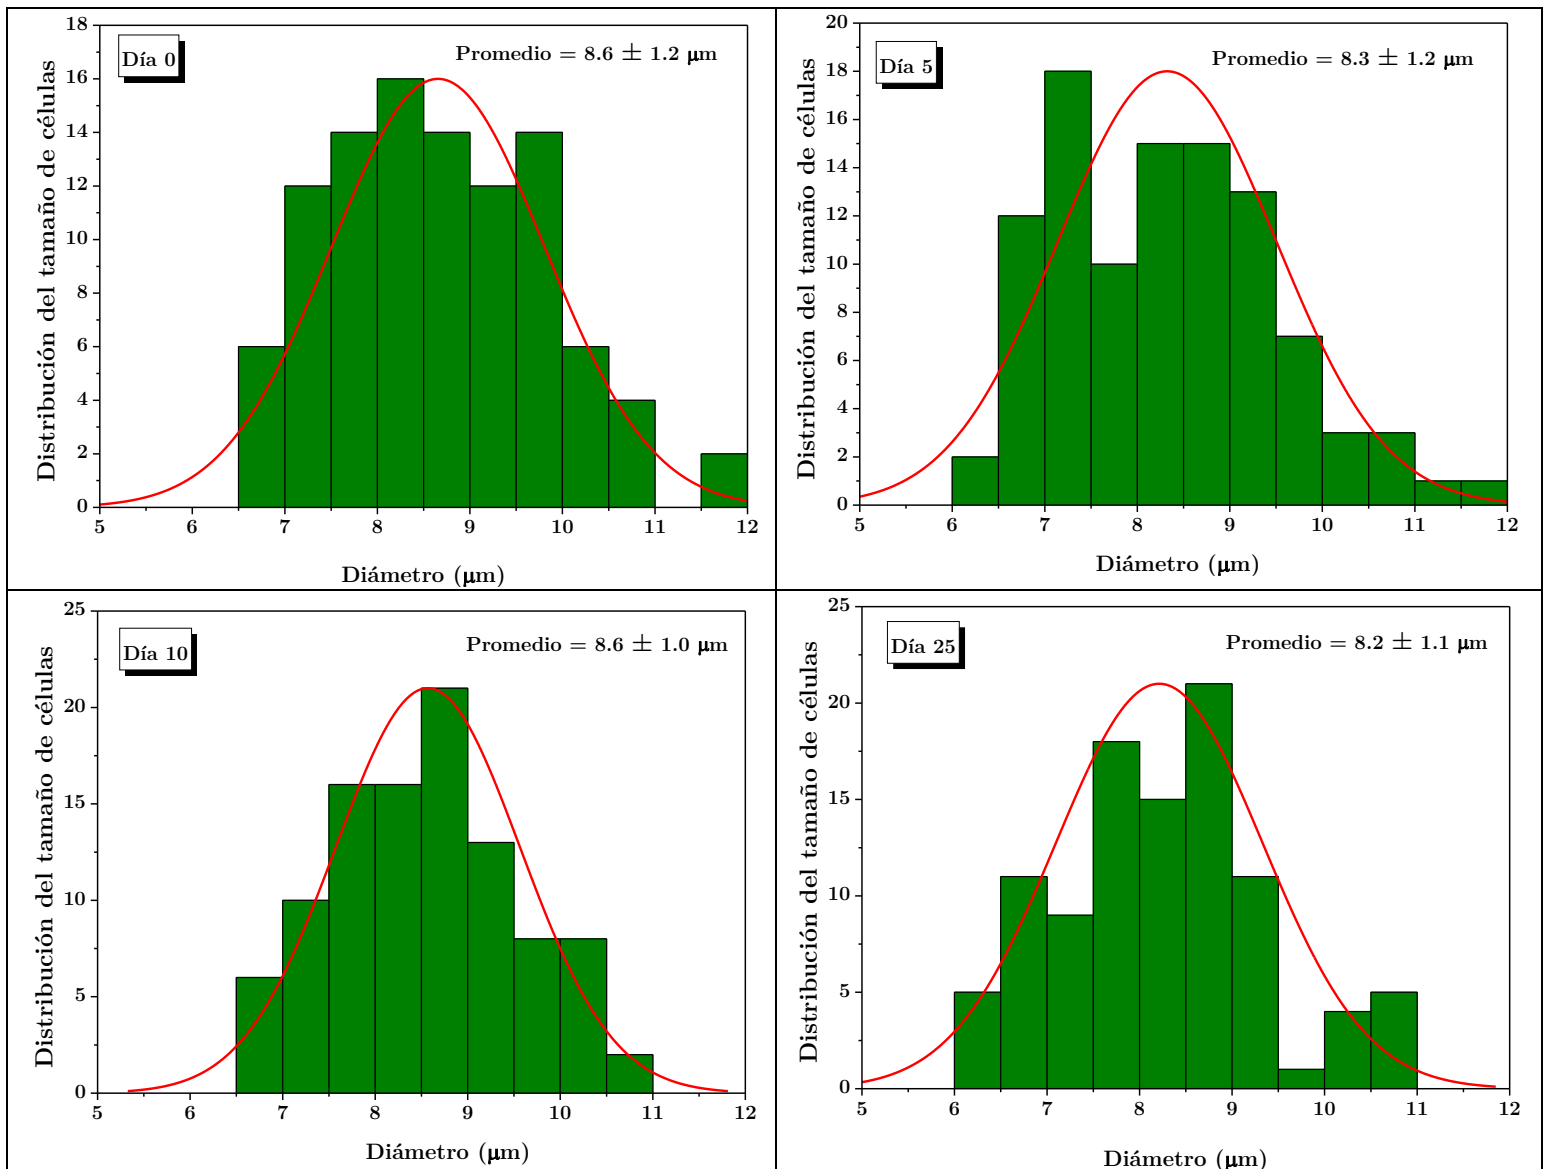 Día 0
Promedio = 8.6 ± 1.2 μm
Distribución del tamaño de células
18
16
14
12
10
8
6
4
2
0
5 6 7 8 9 10 11 12
Diámetro (μm)
Día 5
Promedio = 8.3 ± 1.2 μm
Distribución del tamaño de células
20
18
16
14
12
10
8
6
4
2
0
5 6 7 8 9 10 11 12
Diámetro (μm)
Día 10
Promedio = 8.6 ± 1.0 μm
Distribución del tamaño de células
25
20
15
10
5
0
5 6 7 8 9 10 11 12
Diámetro (μm)
Día 25
Promedio = 8.2 ± 1.1 μm
Distribución del tamaño de células
25
20
15
10
5
0
5 6 7 8 9 10 11 12
Diámetro (μm)